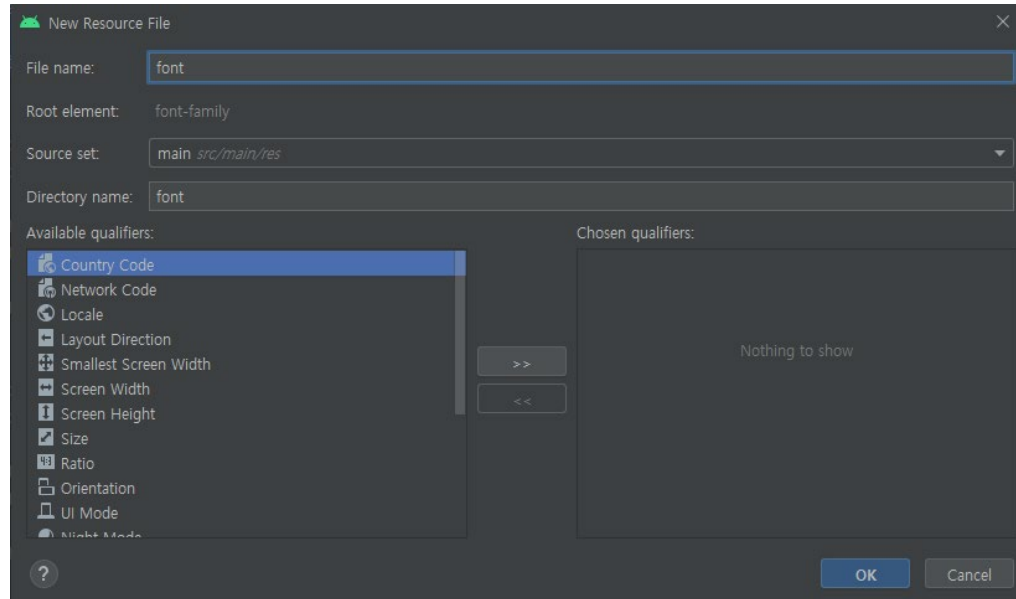 New Resource File
File name: font
Root element: font-family
Source set: main src/main/res
Directory name: font
Available qualifiers: Chosen qualifiers:
Country Code
Network Code
Locale
Layout Direction
Smallest Screen Width
Nothing to show
>>
Screen Width
<<
Screen Height
Size
Ratio
Orientation
UI Mode
Night Mode
?
OK Cancel